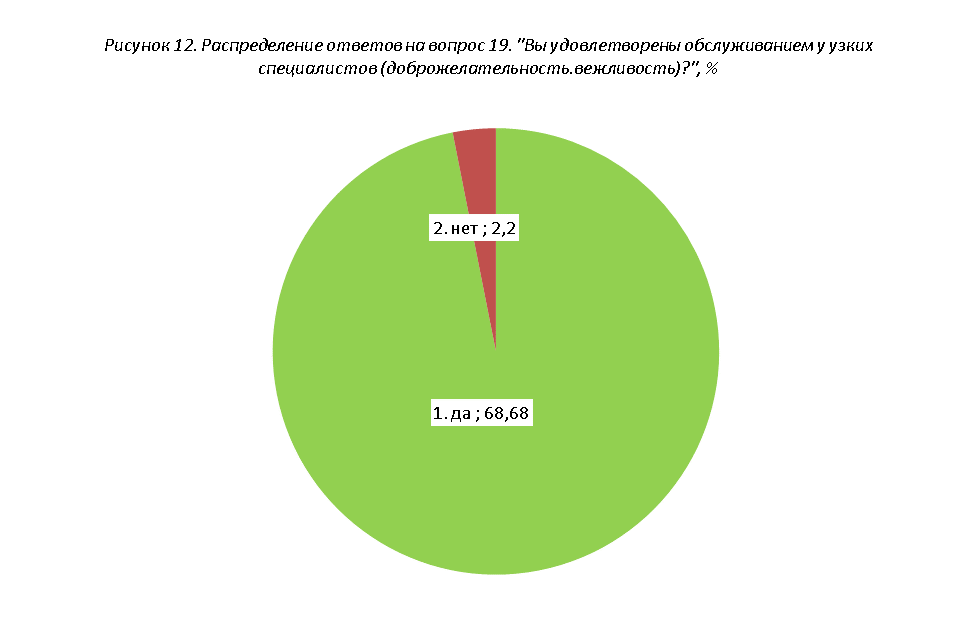 Рисунок 12. Распределение ответов на вопрос 19. "Вы удовлетворены обслуживанием у узких
специалистов (доброжелательность.вежливость)?", %
2. нет ; 2,2
1. да ; 68,68